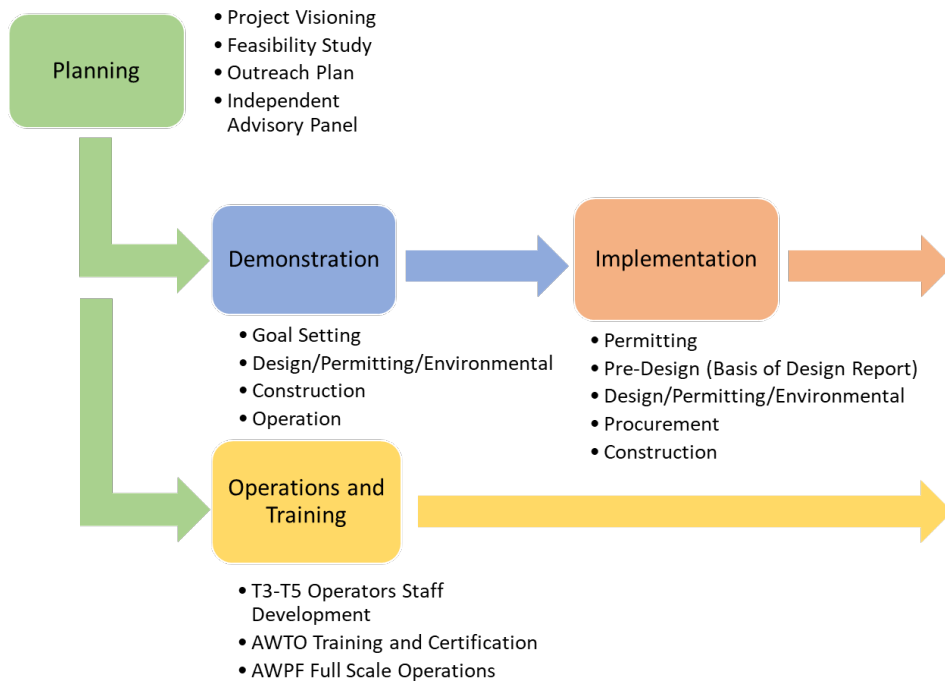 Planning
• Project Visioning
• Feasibility Study
• Outreach Plan
• Independent
Advisory Panel
Demonstration
• Goal Setting
• Design/Permitting/Environmental
• Construction
• Operation
Implementation
• Permitting
• Pre-Design (Basis of Design Report)
• Design/Permitting/Environmental
• Procurement
• Construction
Operations and
Training
• T3-T5 Operators Staff
Development
• AWTO Training and Certification
• AWPF Full Scale Operations